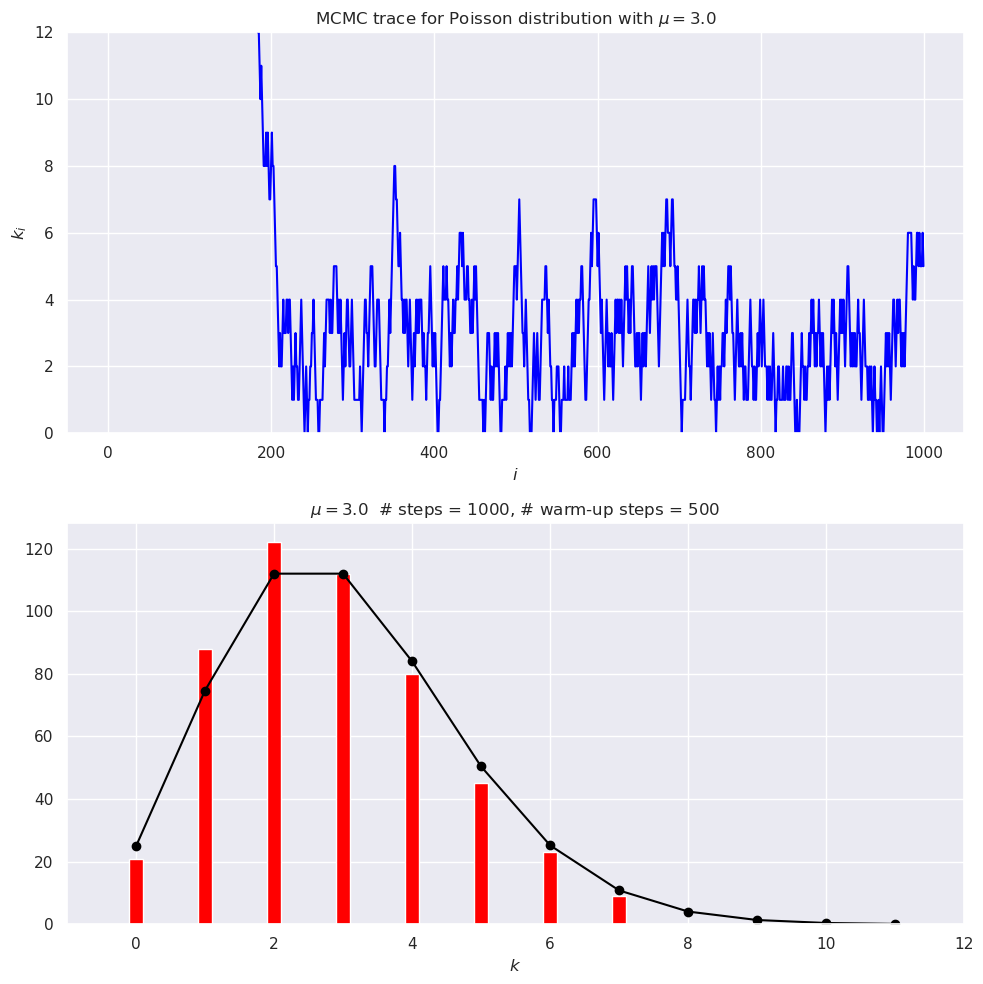 MCMC trace for Poisson distribution with μ = 3.0
12
10
8
6
4
2
0
k_i
0 200 400 600 800 1000
i
μ = 3.0 # steps = 1000, # warm-up steps = 500
120
100
80
60
40
20
0
0 2 4 6 8 10 12
k